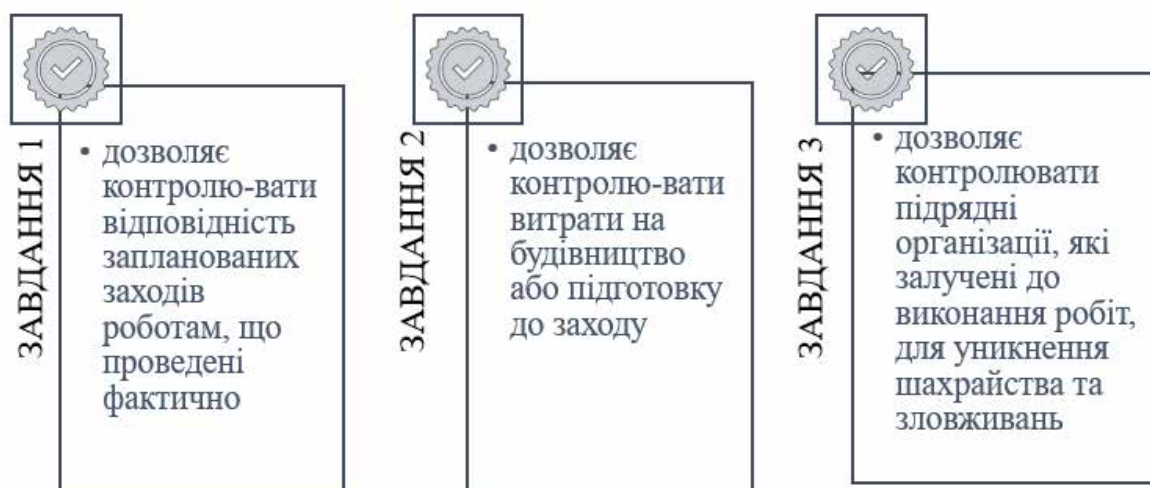 ЗАВДАННЯ 1
• дозволяє
контролю-вати
відповідність
запланованих
заходів
роботам, що
проведені
фактично
ЗАВДАННЯ 2
• дозволяє
контролю-вати
витрати на
будівництво
або підготовку
до заходу
ЗАВДАННЯ 3
• дозволяє
контролювати
підрядні
організації, які
залучені до
виконання робіт,
для уникнення
шахрайства та
зловживань